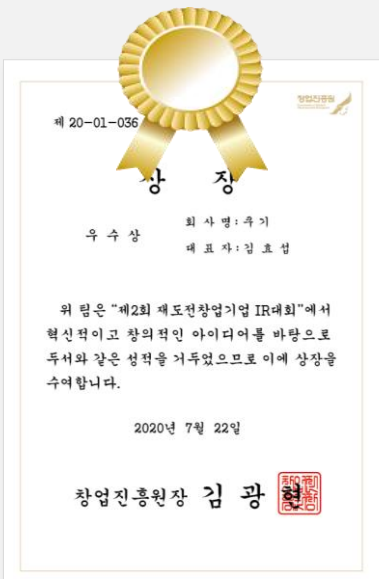 창업진흥원
제 20-01-036
상 장
우 수 상
회 사 명 : 우기
대 표 자 : 김 효 섭
위 팀은 "제2회 재도전창업기업 IR대회"에서
혁신적이고 창의적인 아이디어를 바탕으로
두서와 같은 성적을 거두었으므로 이에 상장을
수여합니다.
2020년 7월 22일
창업진흥원장 김 광 현